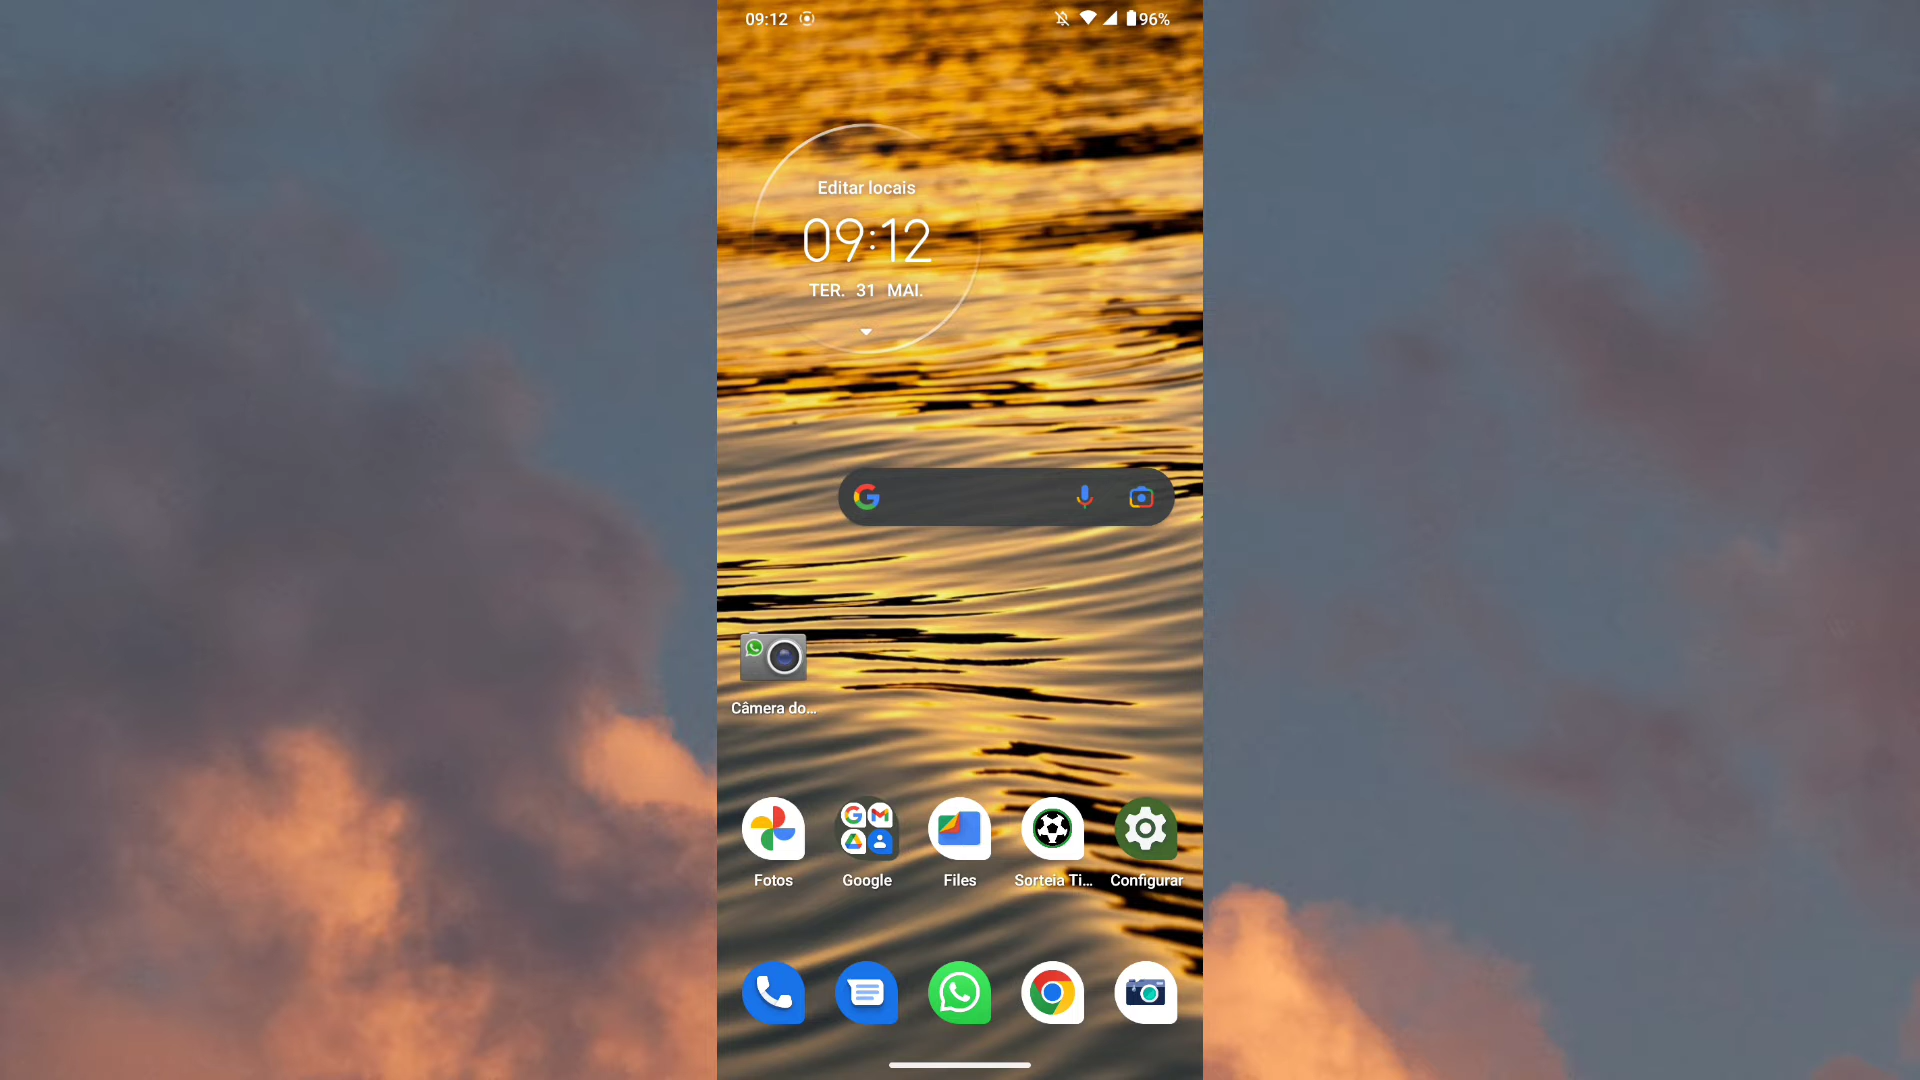 09:12 96%
Editar locais
09:12
TER. 31 MAI.
Câmera do...
Fotos Google Files Sorteia Ti... Configurar